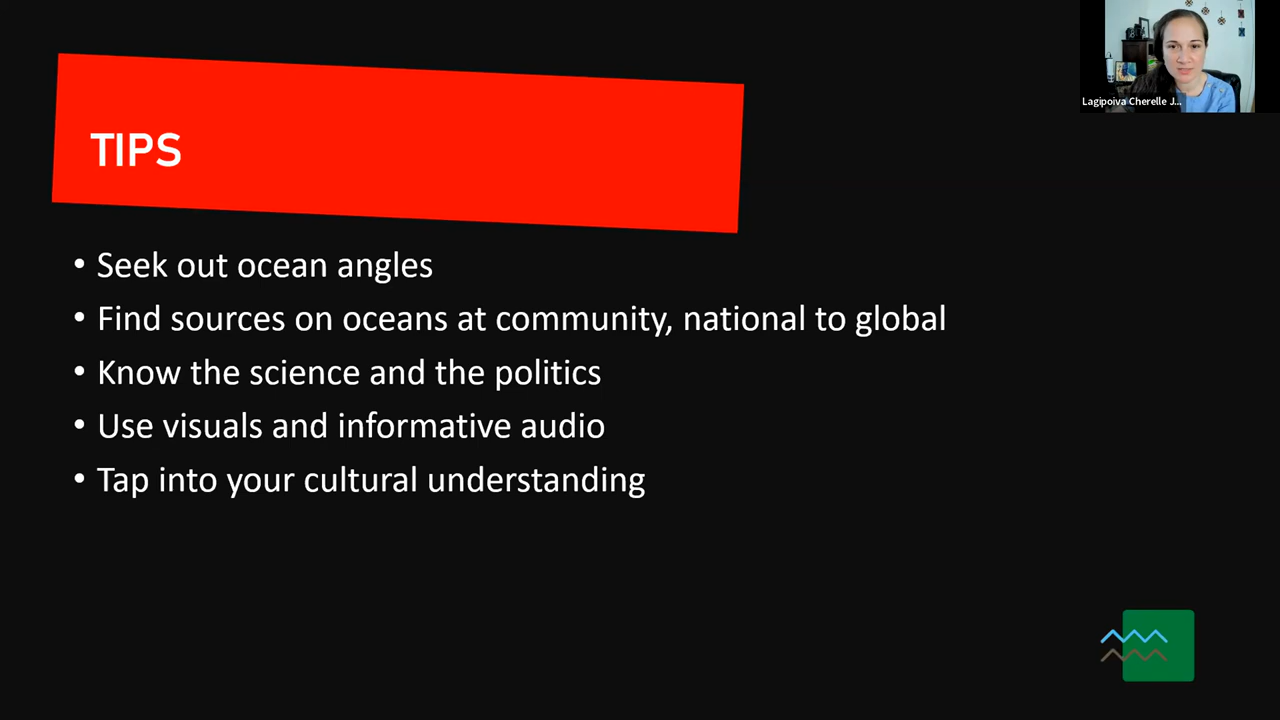 Lagipoiva Cherelle J...
TIPS
• Seek out ocean angles
• Find sources on oceans at community, national to global
• Know the science and the politics
• Use visuals and informative audio
• Tap into your cultural understanding